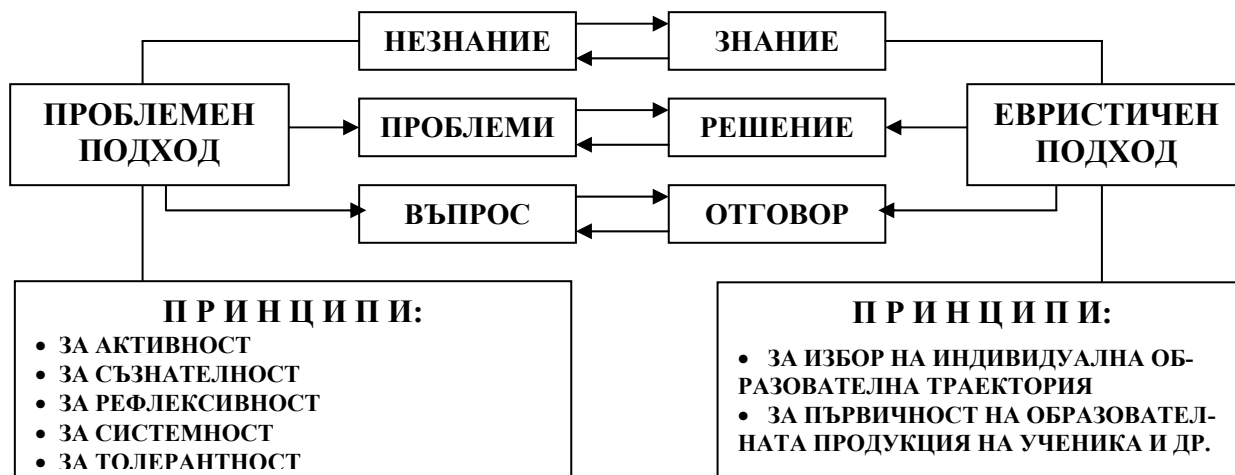 НЕЗНАНИЕ
ЗНАНИЕ
ПРОБЛЕМЕН
ПОДХОД
ПРОБЛЕМИ
РЕШЕНИЕ
ЕВРИСТИЧЕН
ПОДХОД
ВЪПРОС
ОТГОВОР
П Р И Н Ц И П И:
• ЗА АКТИВНОСТ
• ЗА СЪЗНАТЕЛНОСТ
• ЗА РЕФЛЕКСИВНОСТ
• ЗА СИСТЕМНОСТ
• ЗА ТОЛЕРАНТНОСТ
П Р И Н Ц И П И:
• ЗА ИЗБОР НА ИНДИВИДУАЛНА ОБ-
РАЗОВАТЕЛНА ТРАЕКТОРИЯ
• ЗА ПЪРВИЧНОСТ НА ОБРАЗОВАТЕЛ-
НАТА ПРОДУКЦИЯ НА УЧЕНИКА И ДР.